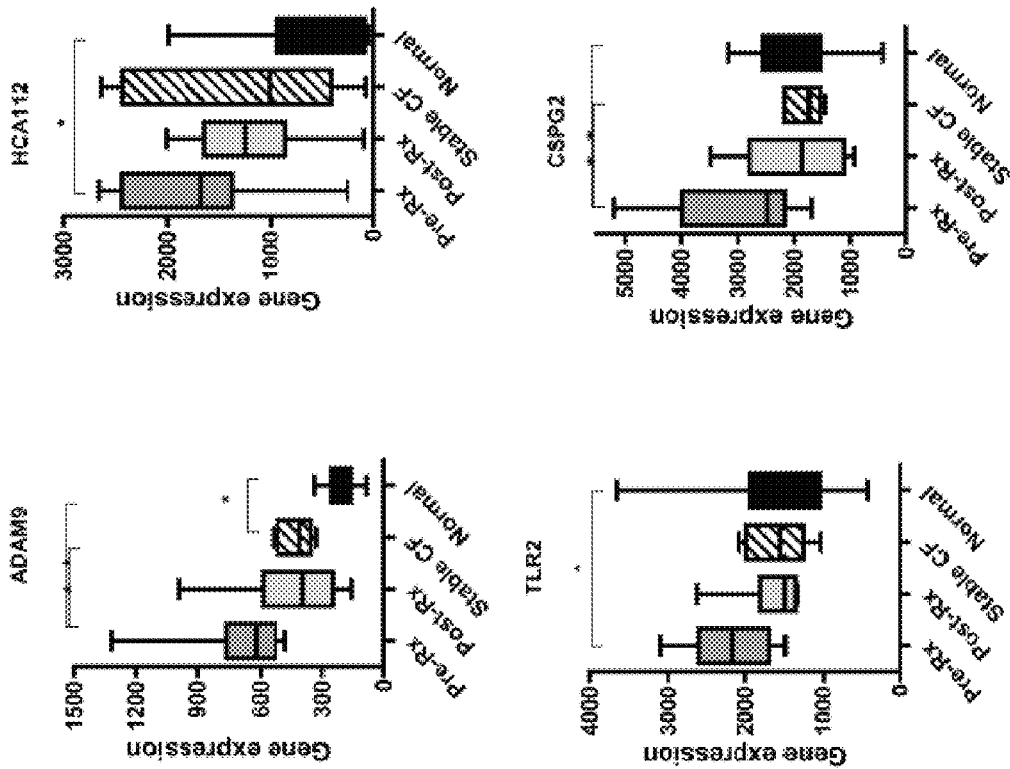 ADAM9
Gene expression
1500
1200
900
600
300
0
Pre-Rx
Post-Rx
Stable CF
Normal
*
HCA112
Gene expression
3000
2000
1000
0
Pre-Rx
Post-Rx
Stable CF
Normal
*
TLR2
Gene expression
4000
3000
2000
1000
0
Pre-Rx
Post-Rx
Stable CF
Normal
*
CSPG2
Gene expression
5000
4000
3000
2000
1000
0
Pre-Rx
Post-Rx
Stable CF
Normal